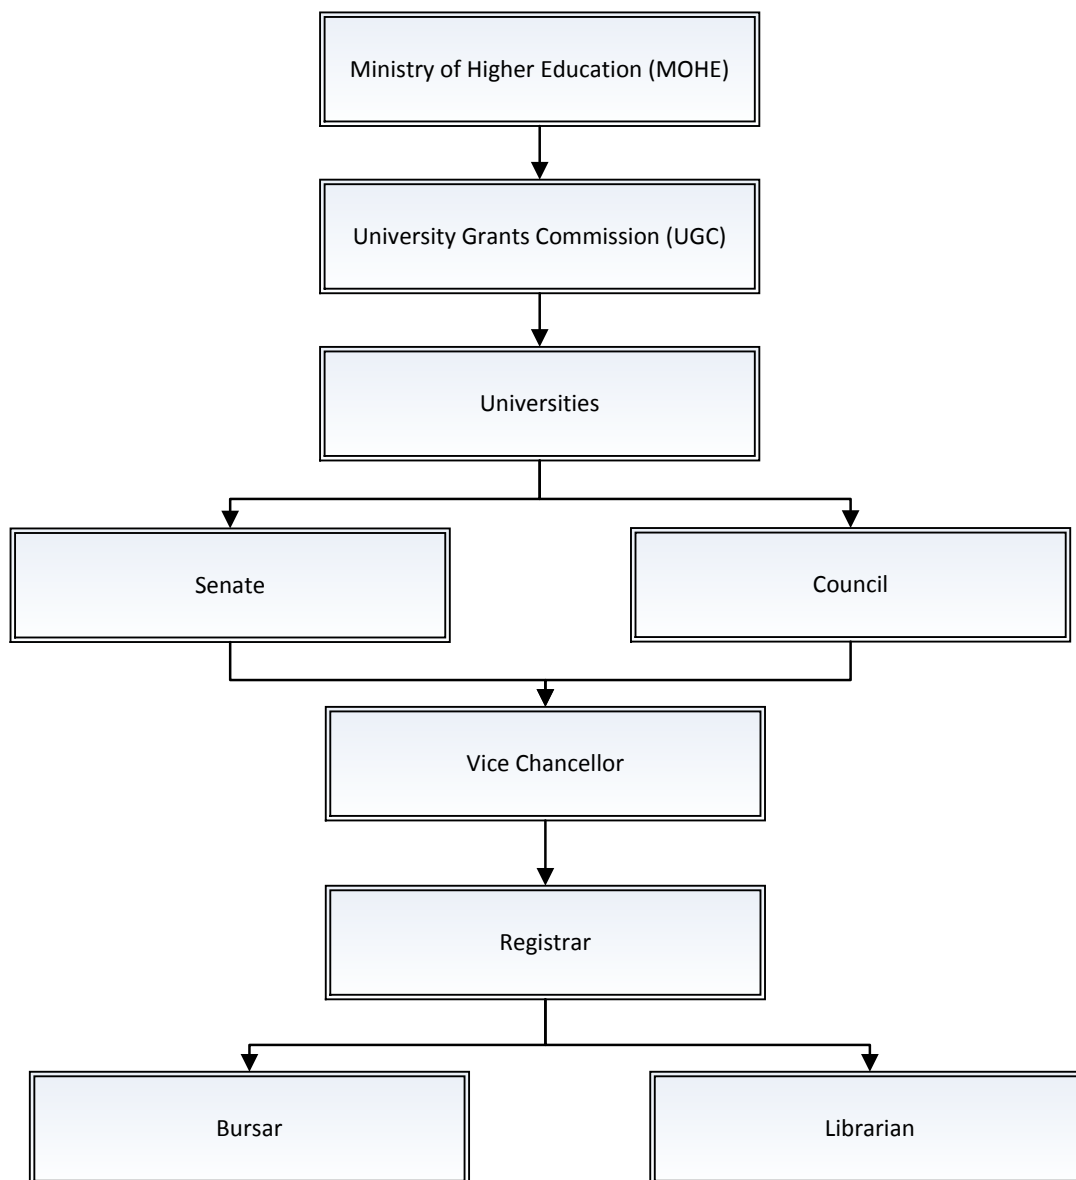 Ministry of Higher Education (MOHE)
University Grants Commission (UGC)
Universities
Senate
Council
Vice Chancellor
Registrar
Bursar
Librarian